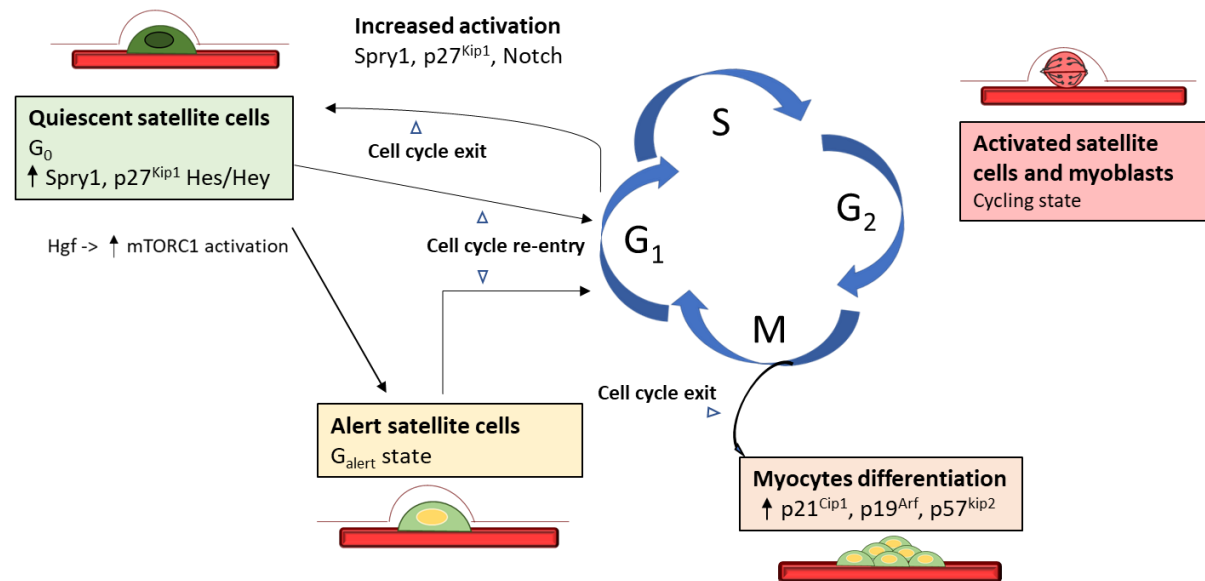 Increased activation
Spry1, p27Kip1, Notch
Quiescent satellite cells
G0
↑ Spry1, p27Kip1 Hes/Hey
Cell cycle exit
Cell cycle re-entry
Hgf -> ↑ mTORC1 activation
S
G2
G1
M
Activated satellite
cells and myoblasts
Cycling state
Cell cycle exit
Alert satellite cells
Galert state
Myocytes differentiation
↑ p21Cip1, p19Arf, p57kip2